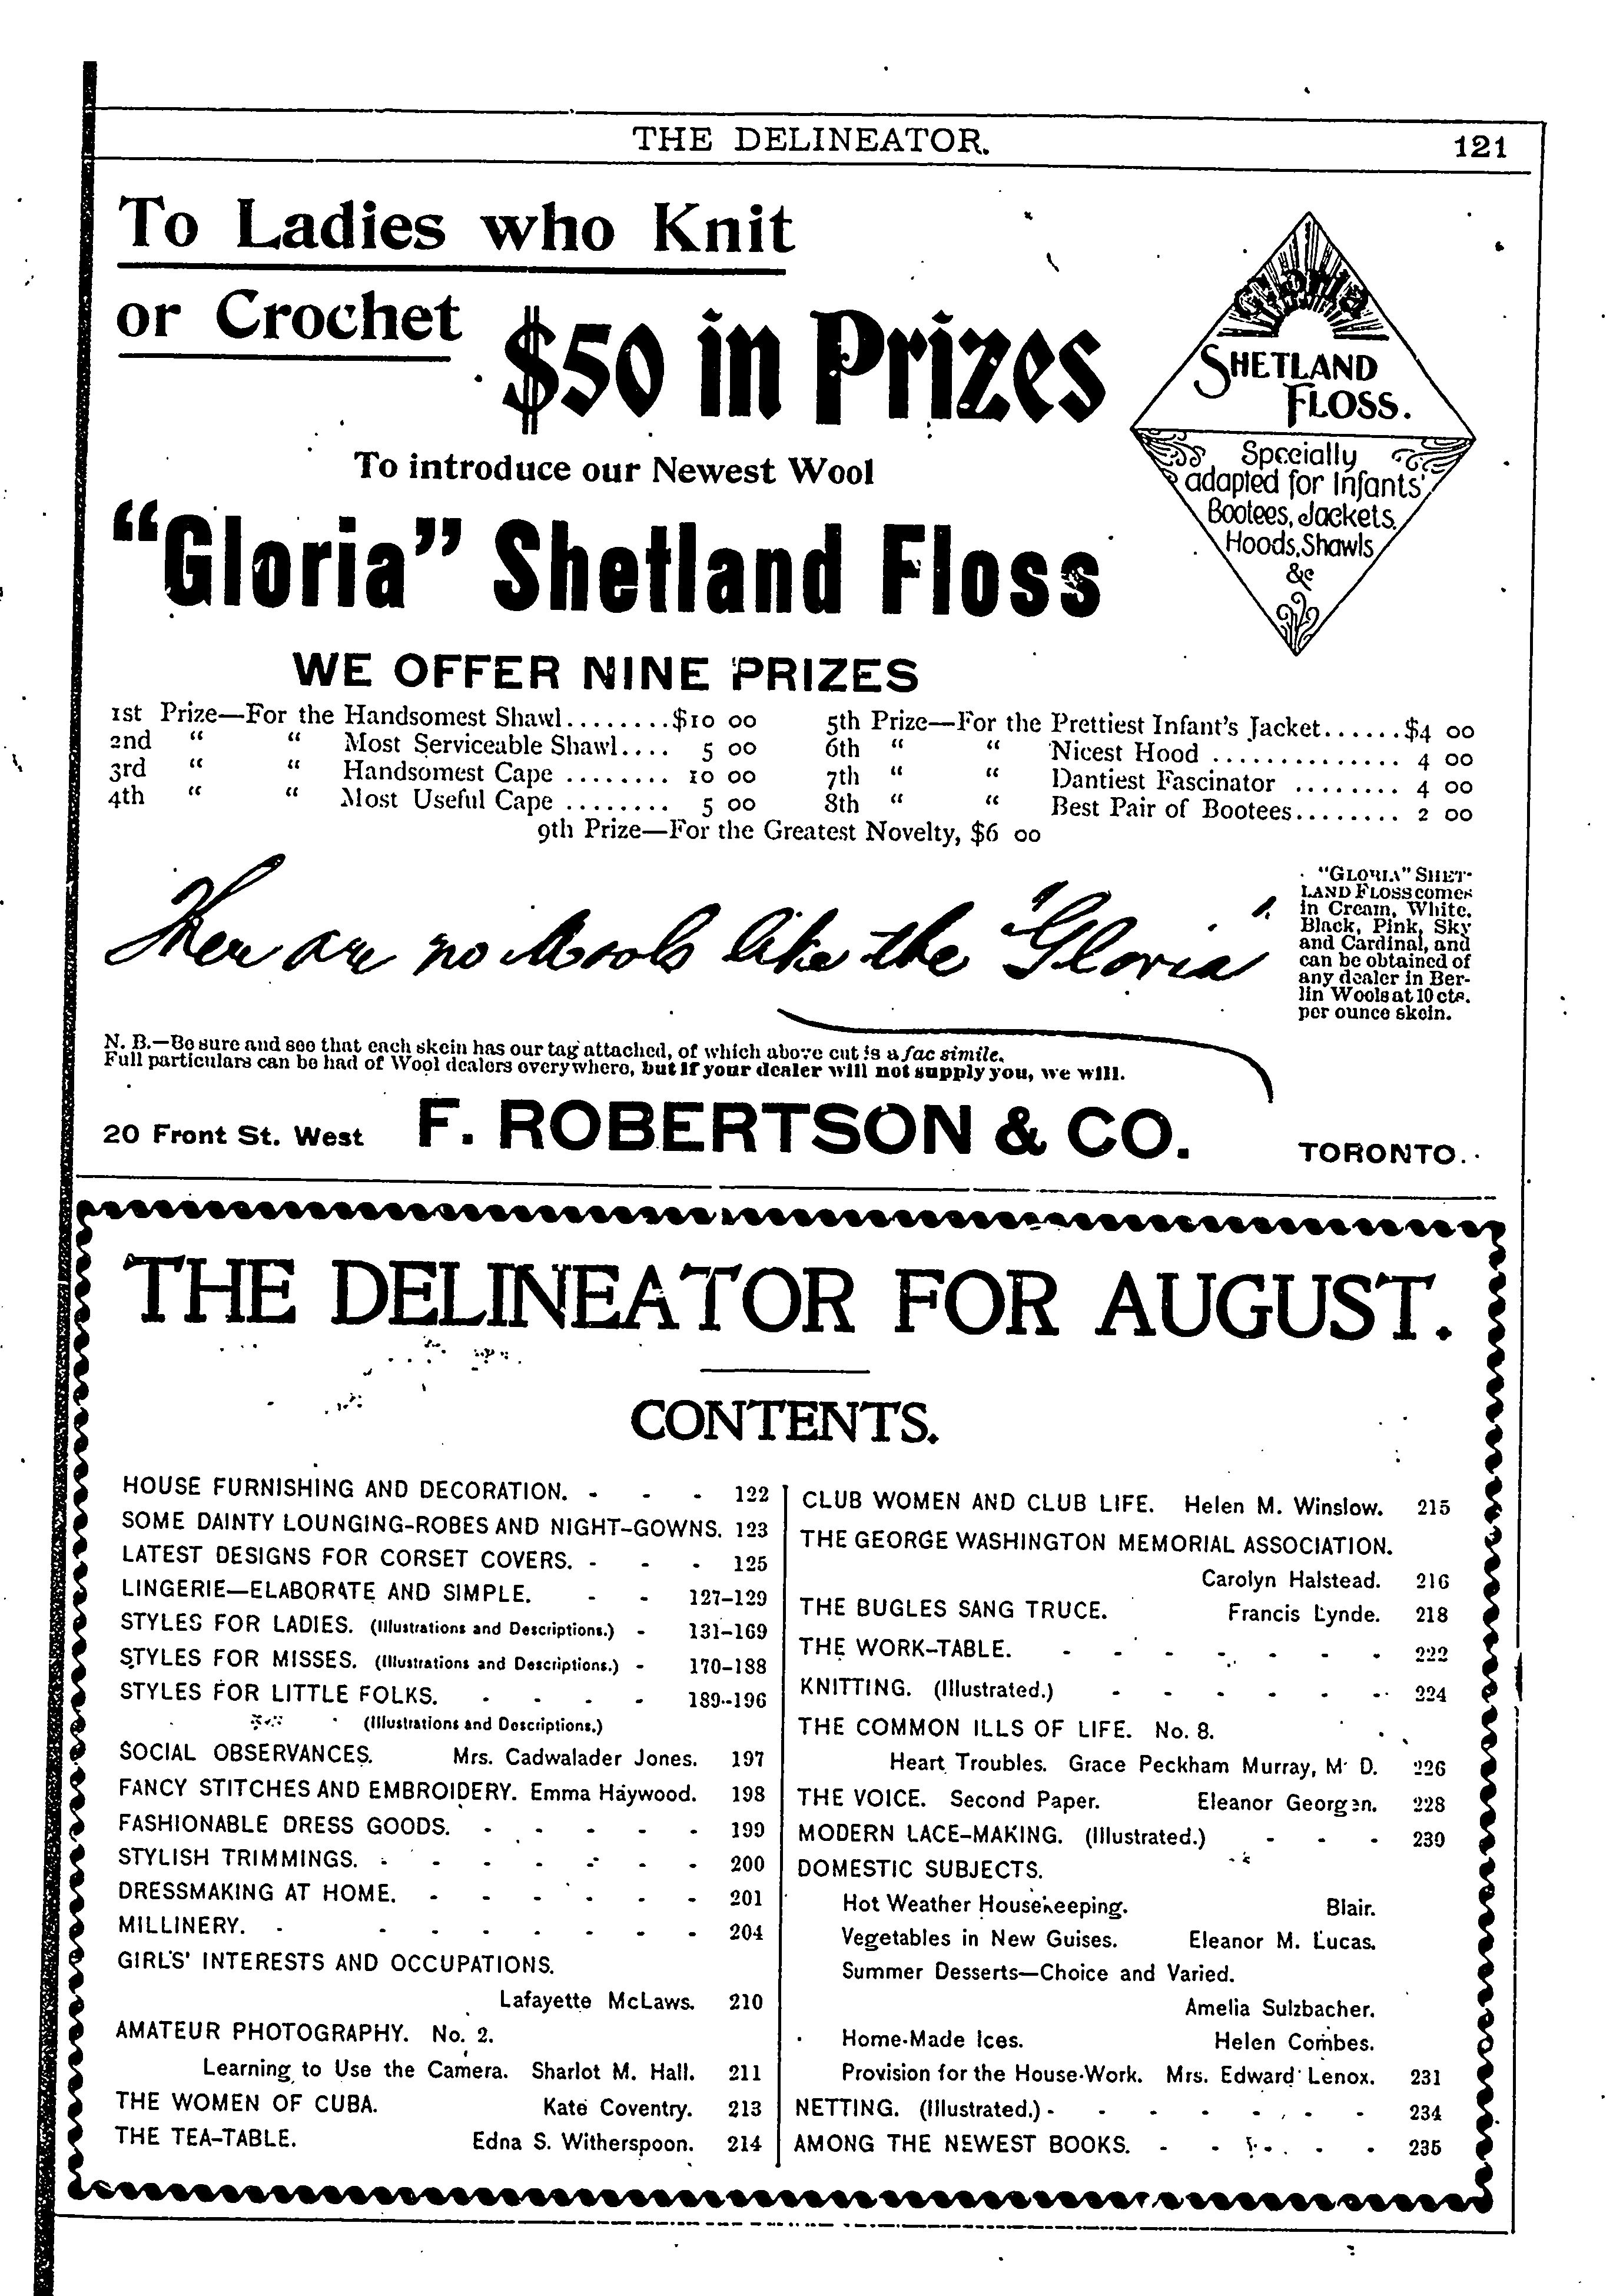 THE DELINEATOR.
121
To Ladies who Knit
or Crochet
$50 in Prizes
To introduce our Newest Wool
"Gloria" Shetland Floss
GLORIA
SHETLAND
FLOSS.
Specially
adapted for Infants'
Bootees, Jackets,
Hoods, Shawls
&c
WE OFFER NINE PRIZES
1st Prize—For the Handsomest Shawl........$10 00
2nd " " Most Serviceable Shawl.... 5 00
3rd " " Handsomest Cape ........ 10 00
4th " " Most Useful Cape ........ 5 00
5th Prize—For the Prettiest Infant's Jacket......$4 00
6th " " Nicest Hood .............. 4 00
7th " " Dantiest Fascinator ........ 4 00
8th " " Best Pair of Bootees........ 2 00
9th Prize—For the Greatest Novelty, $6 00
There are no Wools like the "Gloria".
"GLORIA" SHET-
LAND FLOSS comes
in Cream, White,
Black, Pink, Sky
and Cardinal, and
can be obtained of
any dealer in Ber-
lin Wools at 10 cts.
per ounce skein.
N. B.—Be sure and see that each skein has our tag attached, of which above cut is a fac simile.
Full particulars can be had of Wool dealers everywhere, but if your dealer will not supply you, we will.
20 Front St. West F. ROBERTSON & CO. TORONTO.
THE DELINEATOR FOR AUGUST.
CONTENTS.
HOUSE FURNISHING AND DECORATION. - - - 122
SOME DAINTY LOUNGING-ROBES AND NIGHT-GOWNS. 123
LATEST DESIGNS FOR CORSET COVERS. - - - 125
LINGERIE—ELABORATE AND SIMPLE. - - 127-129
STYLES FOR LADIES. (Illustrations and Descriptions.) - 131-169
STYLES FOR MISSES. (Illustrations and Descriptions.) - 170-188
STYLES FOR LITTLE FOLKS. - - - - 189-196
(Illustrations and Descriptions.)
SOCIAL OBSERVANCES. Mrs. Cadwalader Jones. 197
FANCY STITCHES AND EMBROIDERY. Emma Haywood. 198
FASHIONABLE DRESS GOODS. - - - - - 199
STYLISH TRIMMINGS. - - - - - - - 200
DRESSMAKING AT HOME. - - - - - - 201
MILLINERY. - - - - - - - - 204
GIRLS' INTERESTS AND OCCUPATIONS.
Lafayette McLaws. 210
AMATEUR PHOTOGRAPHY. No. 2.
Learning to Use the Camera. Sharlot M. Hall. 211
THE WOMEN OF CUBA. Kate Coventry. 213
THE TEA-TABLE. Edna S. Witherspoon. 214
CLUB WOMEN AND CLUB LIFE. Helen M. Winslow. 215
THE GEORGE WASHINGTON MEMORIAL ASSOCIATION.
Carolyn Halstead. 216
THE BUGLES SANG TRUCE. Francis Lynde. 218
THE WORK-TABLE. - - - - - - - 222
KNITTING. (Illustrated.) - - - - - - 224
THE COMMON ILLS OF LIFE. No. 8.
Heart Troubles. Grace Peckham Murray, M. D. 226
THE VOICE. Second Paper. Eleanor Georgen. 228
MODERN LACE-MAKING. (Illustrated.) - - - 230
DOMESTIC SUBJECTS.
Hot Weather Housekeeping. Blair.
Vegetables in New Guises. Eleanor M. Lucas.
Summer Desserts—Choice and Varied.
Amelia Sulzbacher.
Home-Made Ices. Helen Combes.
Provision for the House-Work. Mrs. Edward Lenox. 231
NETTING. (Illustrated.) - - - - - - - 234
AMONG THE NEWEST BOOKS. - - - - - 235